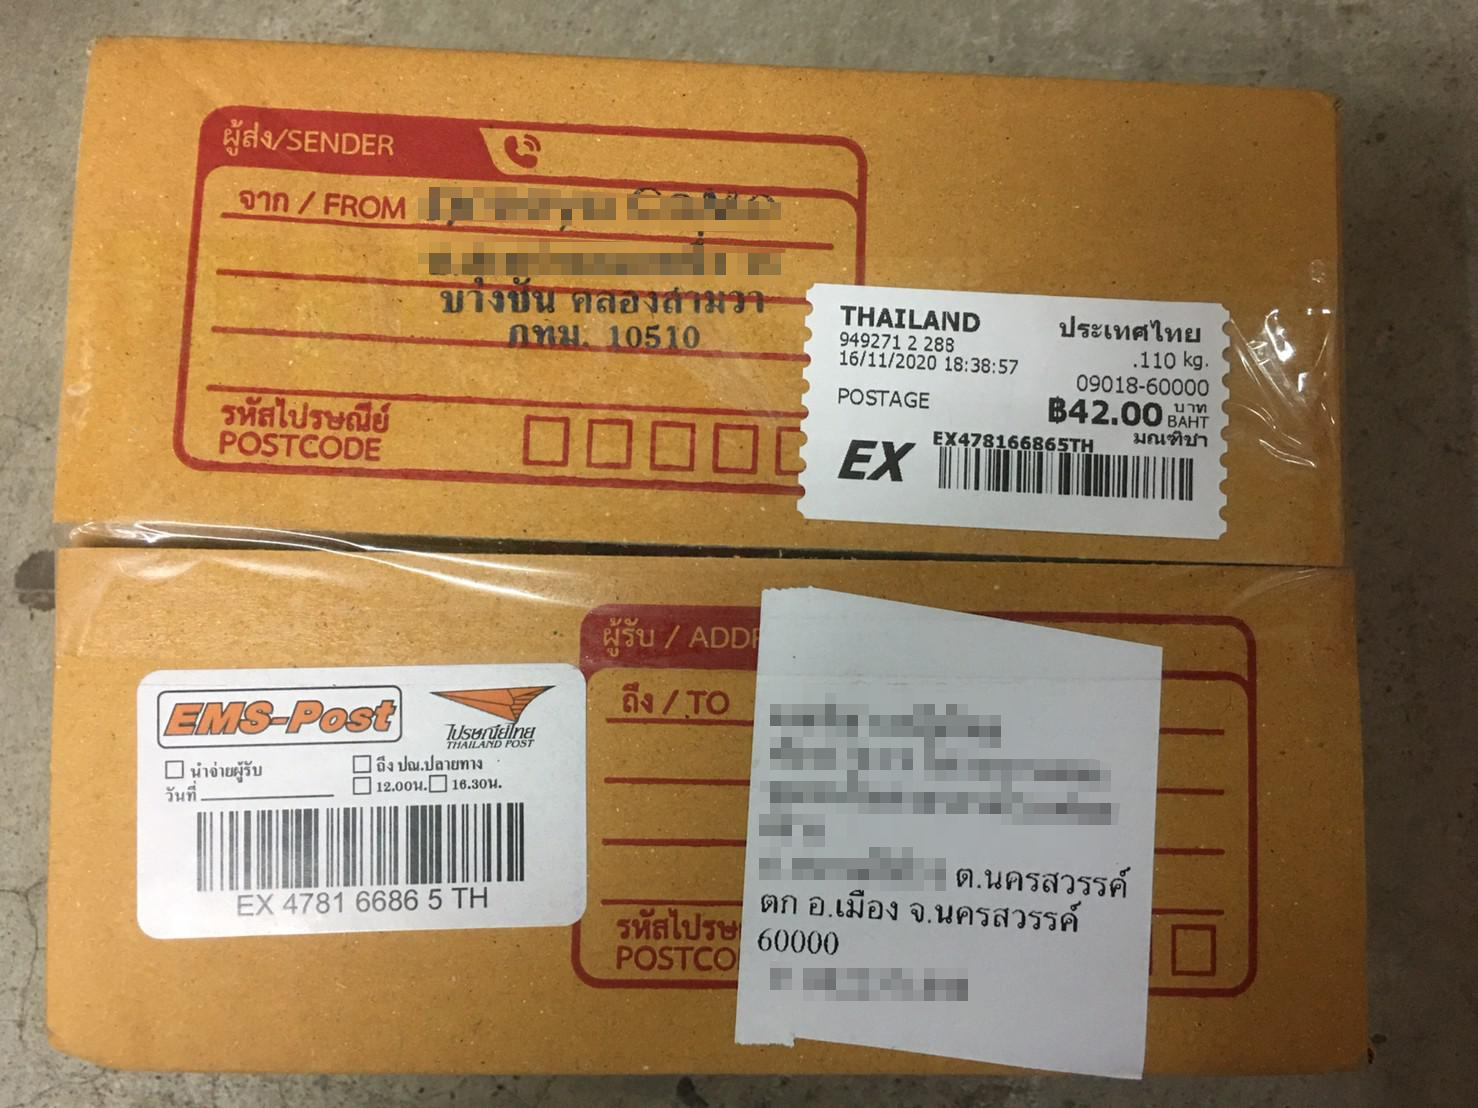 ผู้ส่ง/SENDER
จาก / FROM
บางชัน คลองสามวา
กทม. 10510
รหัสไปรษณีย์
POSTCODE
THAILAND ประเทศไทย
949271 2 288 .110 kg.
16/11/2020 18:38:57 09018-60000
POSTAGE ฿42.00 บาท BAHT
EX478166865TH มณฑิชา
EX
ผู้รับ / ADDR
ถึง / TO
EMS-Post
ไปรษณีย์ไทย
THAILAND POST
นำจ่ายผู้รับ ถึง ปณ.ปลายทาง
วันที่ 12.00น. 16.30น.
EX 4781 6686 5 TH
ต.นครสวรรค์
ตก อ.เมือง จ.นครสวรรค์
60000
รหัสไปรษ
POSTCO